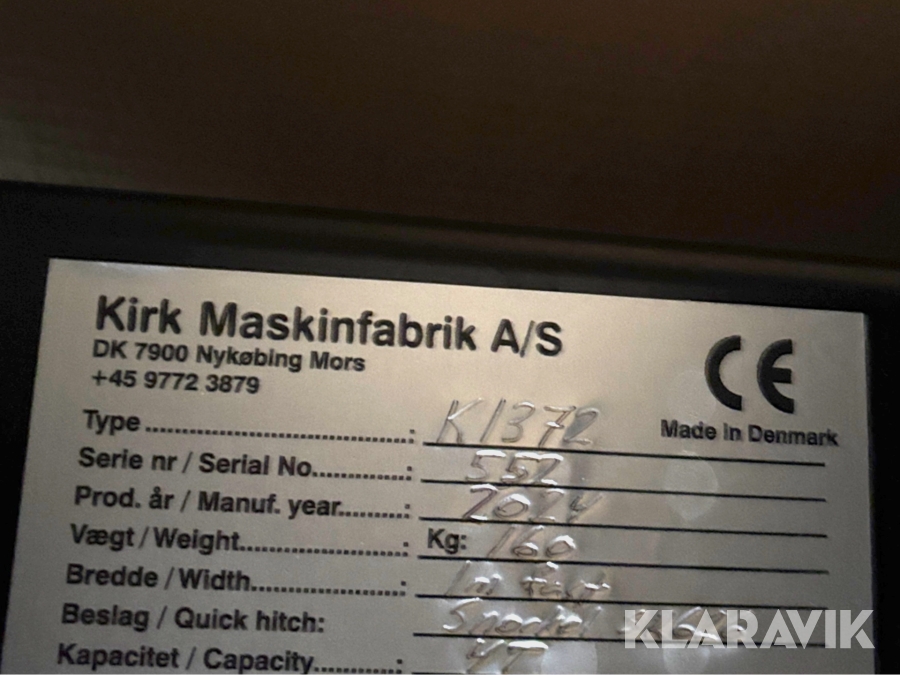 Kirk Maskinfabrik A/S
DK 7900 Nykøbing Mors
+45 9772 3879
CE
Made in Denmark
Type ........................................: K1372
Serie nr / Serial No...............: 552
Prod. år / Manuf. year..........: 2024
Vægt / Weight........................: Kg: 160
Bredde / Width.......................:
Beslag / Quick hitch:
Kapacitet / Capacity..............:
KLARAVIK